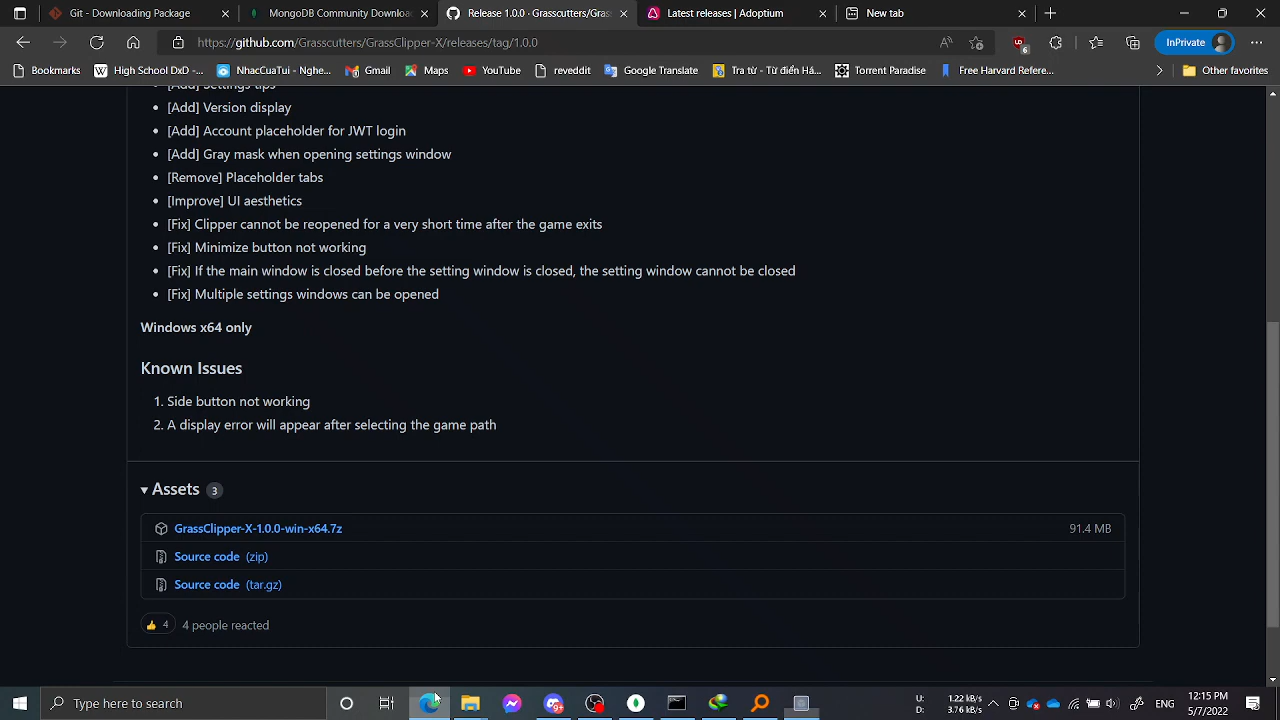 Git - Downloading Package
MongoDB Community Downloa
Release 1.0.0 · Grasscutters/Gras
Latest releases | Adoptium
New tab
https://github.com/Grasscutters/GrassClipper-X/releases/tag/1.0.0
6
InPrivate
Bookmarks
High School DxD -...
NhacCuaTui - Nghe...
Gmail
Maps
YouTube
reveddit
Google Translate
Tra từ - Từ điển Há...
Torrent Paradise
Free Harvard Refere...
Other favorites
[Add] Settings tips
[Add] Version display
[Add] Account placeholder for JWT login
[Add] Gray mask when opening settings window
[Remove] Placeholder tabs
[Improve] UI aesthetics
[Fix] Clipper cannot be reopened for a very short time after the game exits
[Fix] Minimize button not working
[Fix] If the main window is closed before the setting window is closed, the setting window cannot be closed
[Fix] Multiple settings windows can be opened
Windows x64 only
Known Issues
1. Side button not working
2. A display error will appear after selecting the game path
Assets 3
GrassClipper-X-1.0.0-win-x64.7z 91.4 MB
Source code (zip)
Source code (tar.gz)
4 4 people reacted
Type here to search
9+
U: 1.22 kB/s
D: 3.76 kB/s
ENG
12:15 PM
5/7/2022